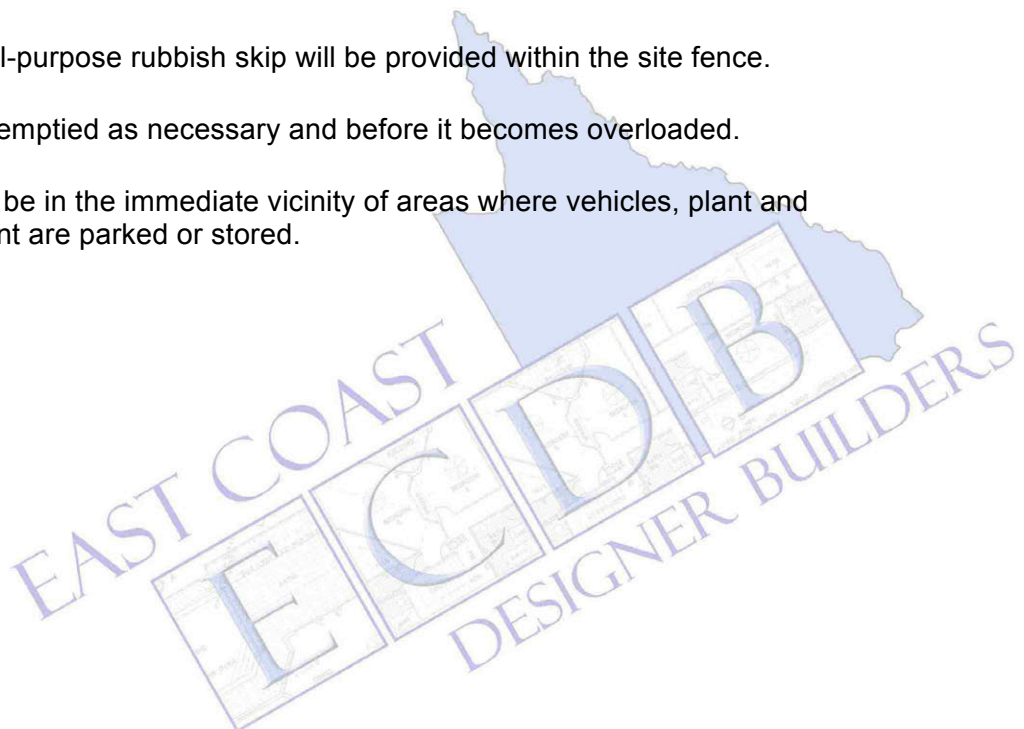 l-purpose rubbish skip will be provided within the site fence.
emptied as necessary and before it becomes overloaded.
be in the immediate vicinity of areas where vehicles, plant and
nt are parked or stored.
EAST COAST
ECDB
DESIGNER BUILDERS